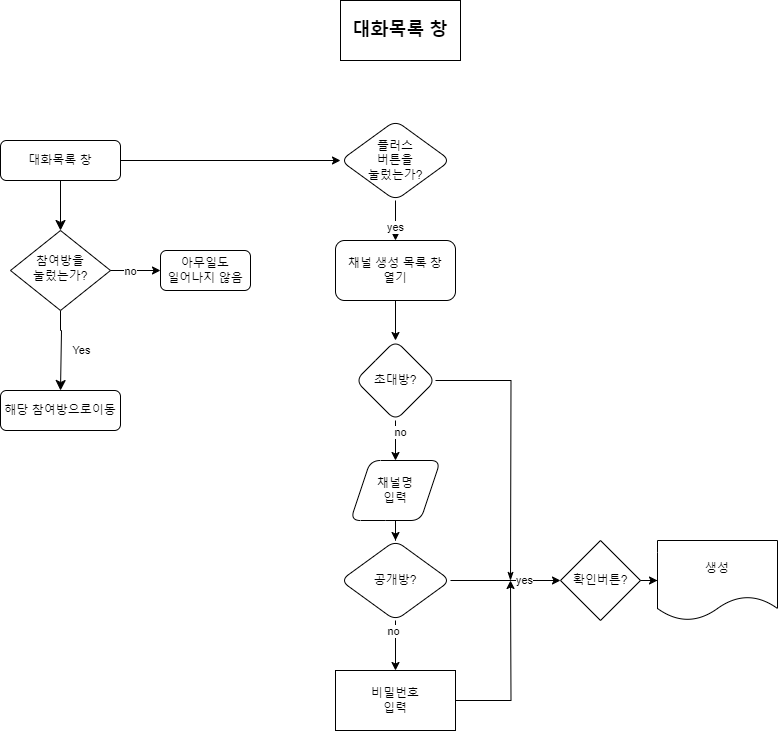 대화목록 창
대화목록 창
플러스
버튼을
눌렀는가?
yes
참여방을
눌렀는가?
no
아무일도
일어나지 않음
Yes
해당 참여방으로이동
채널 생성 목록 창
열기
초대방?
no
채널명
입력
공개방?
yes
확인버튼?
생성
no
비밀번호
입력